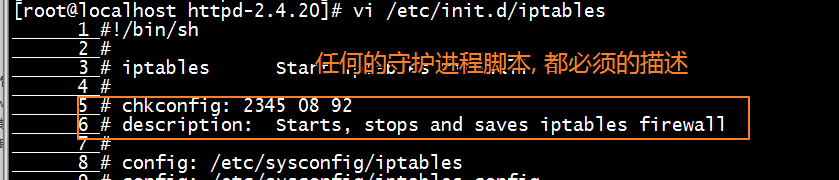 [root@localhost httpd-2.4.20]# vi /etc/init.d/iptables
1 #!/bin/sh
2 #
3 # iptables Start iptables
任何的守护进程脚本, 都必须的描述
4 #
5 # chkconfig: 2345 08 92
6 # description: Starts, stops and saves iptables firewall
7 #
8 # config: /etc/sysconfig/iptables
9 # config: /etc/sysconfig/iptables-config